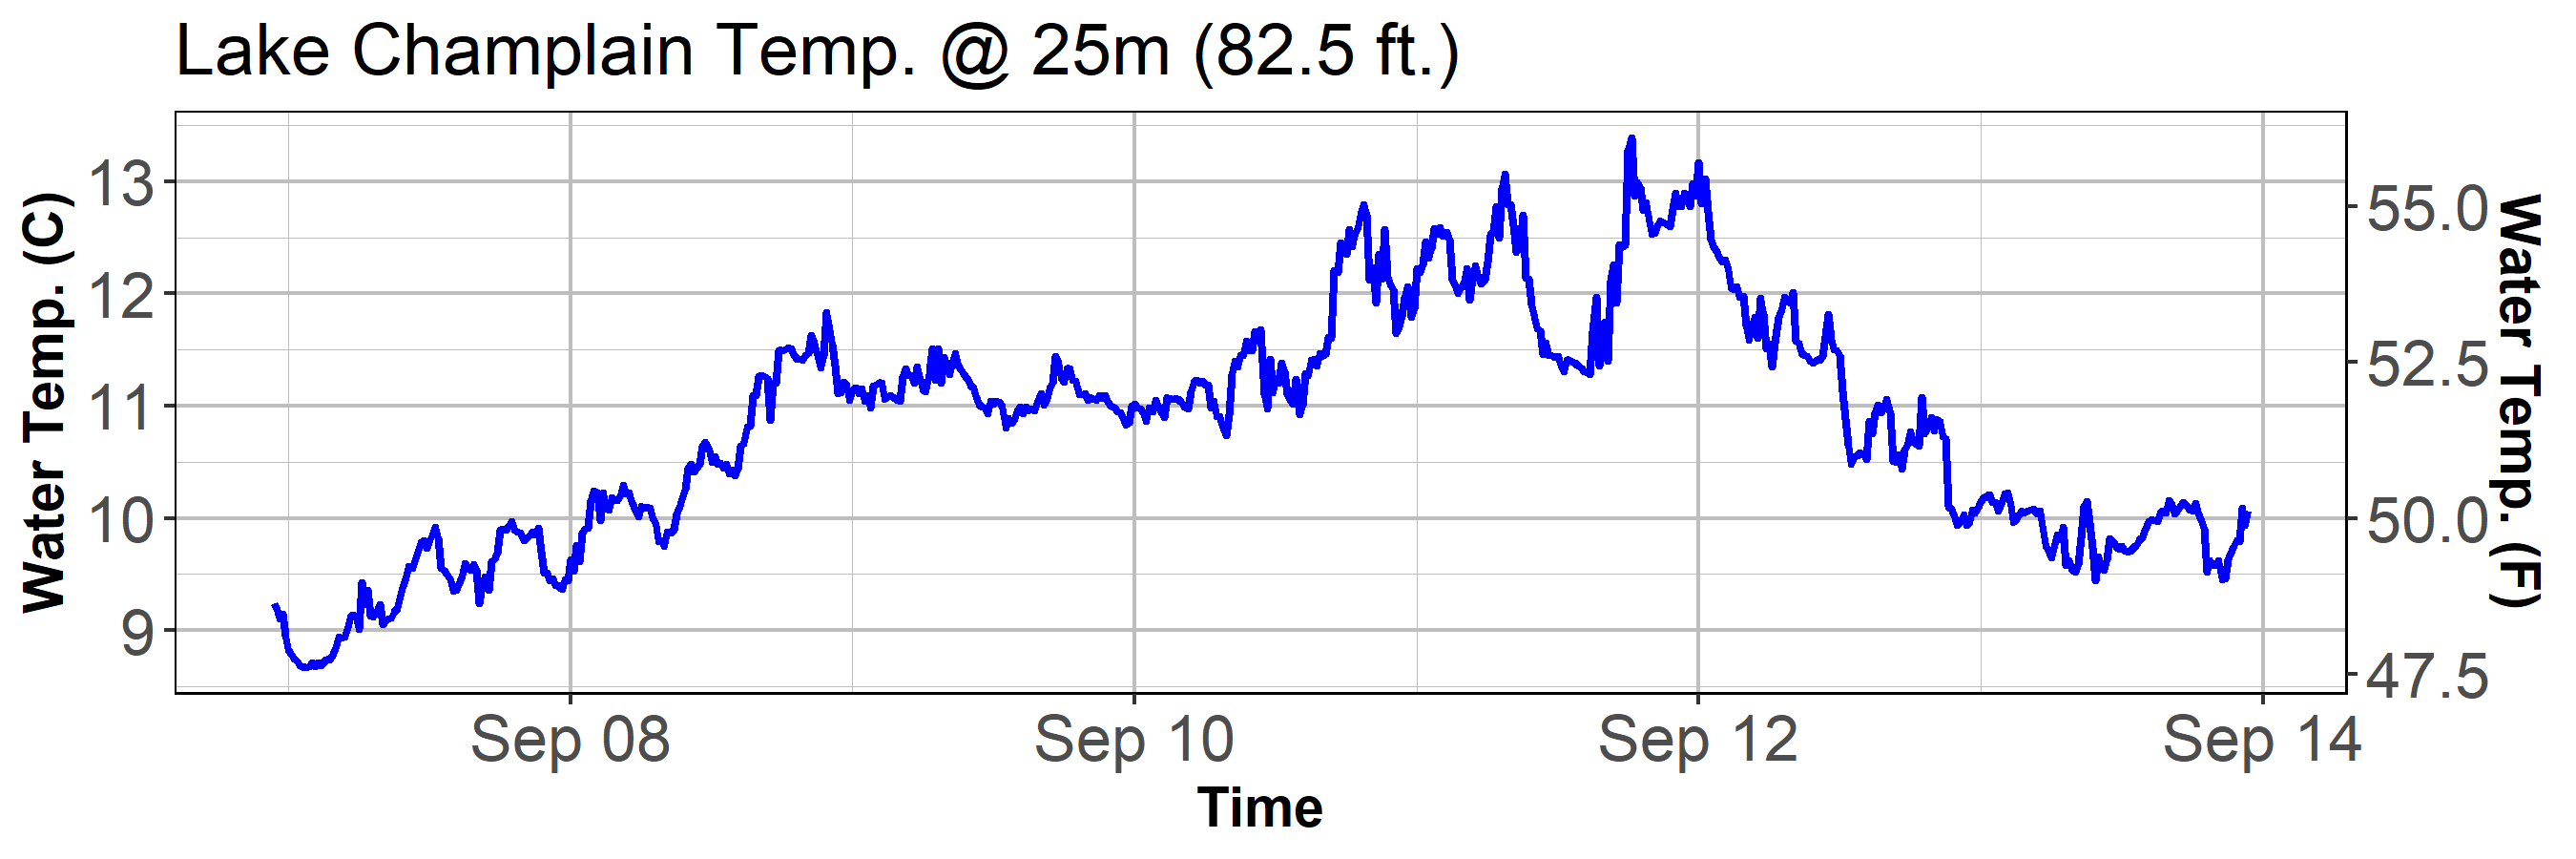 Lake Champlain Temp. @ 25m (82.5 ft.)
Water Temp. (C)
13
12
11
10
9
55.0
52.5
50.0
47.5
Water Temp. (F)
Sep 08
Sep 10
Sep 12
Sep 14
Time